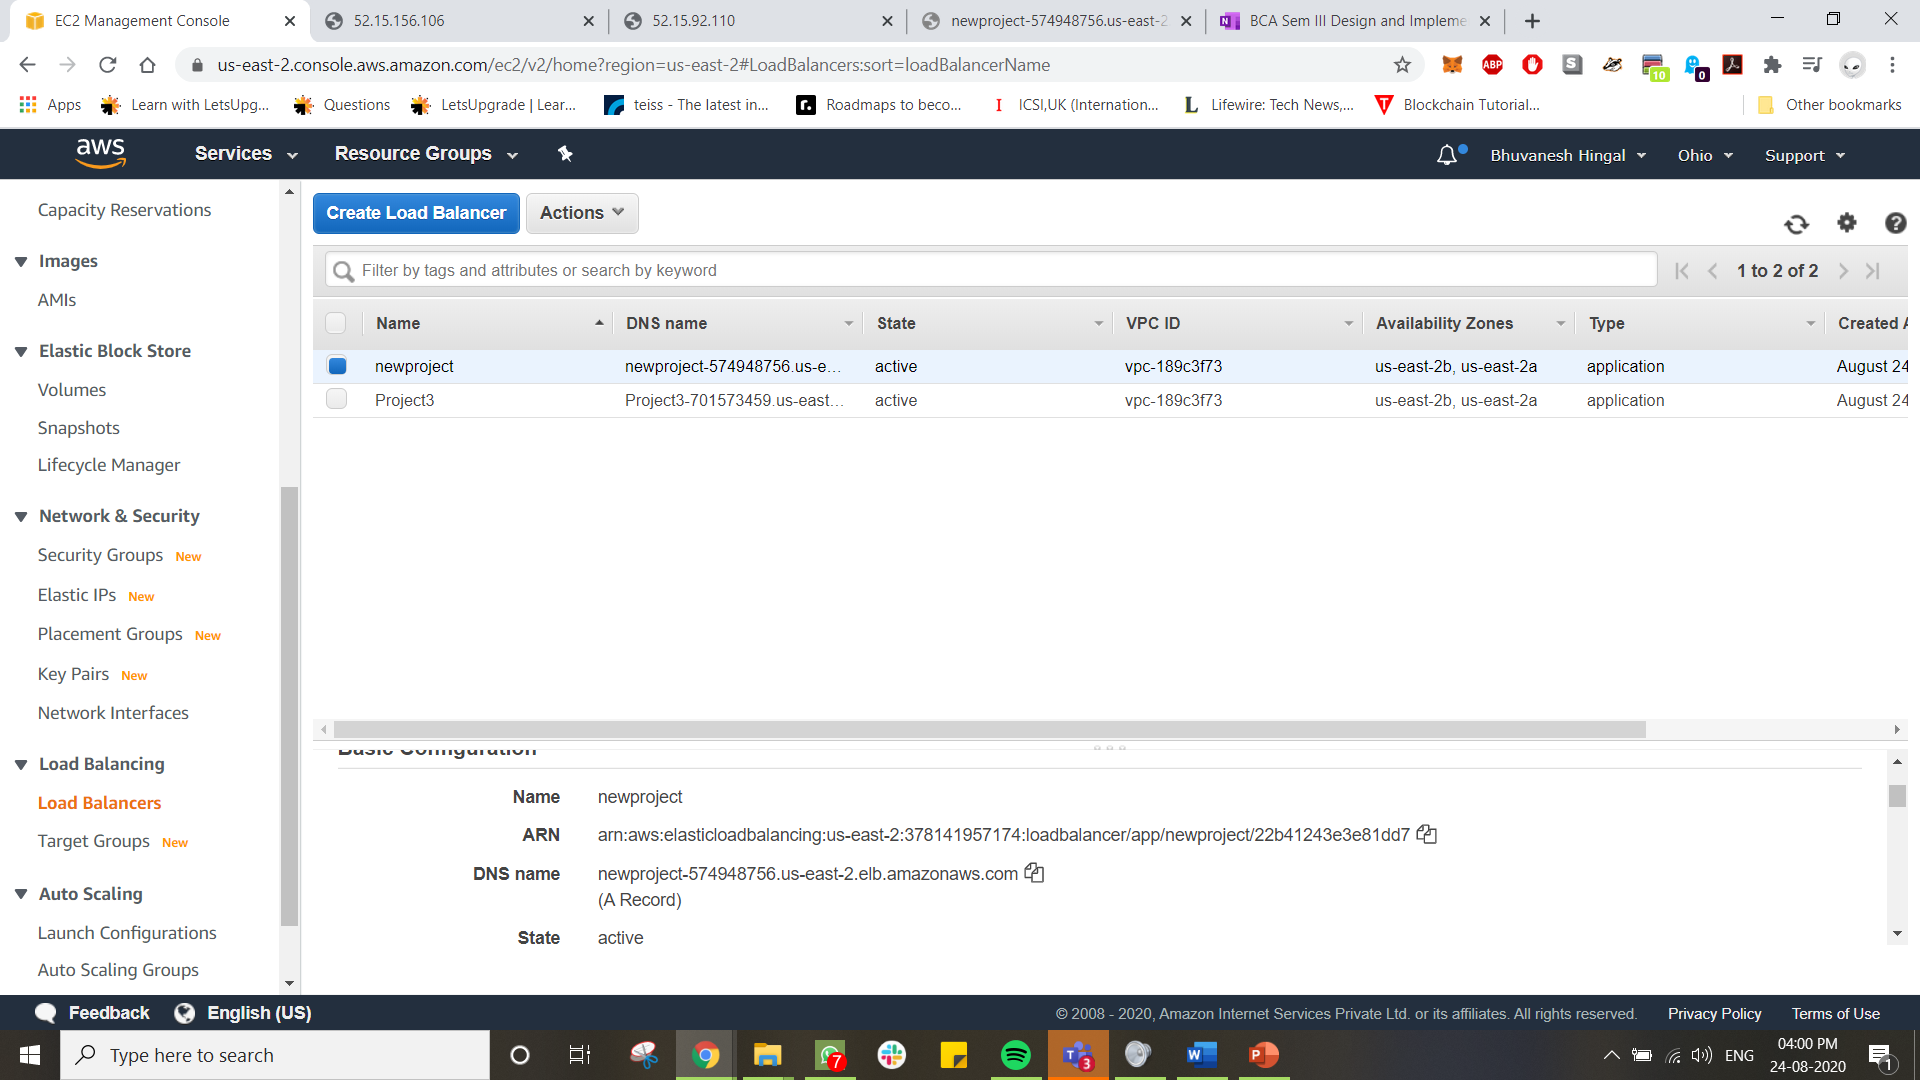 EC2 Management Console
52.15.156.106
52.15.92.110
newproject-574948756.us-east-2
BCA Sem III Design and Impleme
us-east-2.console.aws.amazon.com/ec2/v2/home?region=us-east-2#LoadBalancers:sort=loadBalancerName
ABP
S
10
0
Apps
Learn with LetsUpg...
Questions
LetsUpgrade | Lear...
teiss - The latest in...
r.
Roadmaps to beco...
I
ICSI,UK (Internation...
L
Lifewire: Tech News,...
T
Blockchain Tutorial...
Other bookmarks
aws
Services
Resource Groups
Bhuvanesh Hingal
Ohio
Support
Capacity Reservations
Images
AMIs
Elastic Block Store
Volumes
Snapshots
Lifecycle Manager
Network & Security
Security Groups New
Elastic IPs New
Placement Groups New
Key Pairs New
Network Interfaces
Load Balancing
Load Balancers
Target Groups New
Auto Scaling
Launch Configurations
Auto Scaling Groups
Create Load Balancer
Actions
Filter by tags and attributes or search by keyword
1 to 2 of 2
Name DNS name State VPC ID Availability Zones Type Created A
newproject newproject-574948756.us-e... active vpc-189c3f73 us-east-2b, us-east-2a application August 24
Project3 Project3-701573459.us-east... active vpc-189c3f73 us-east-2b, us-east-2a application August 24
Basic Configuration
Name newproject
ARN arn:aws:elasticloadbalancing:us-east-2:378141957174:loadbalancer/app/newproject/22b41243e3e81dd7
DNS name newproject-574948756.us-east-2.elb.amazonaws.com
(A Record)
State active
Feedback
English (US)
© 2008 - 2020, Amazon Internet Services Private Ltd. or its affiliates. All rights reserved.
Privacy Policy
Terms of Use
Type here to search
7
3
ENG
04:00 PM
24-08-2020
1